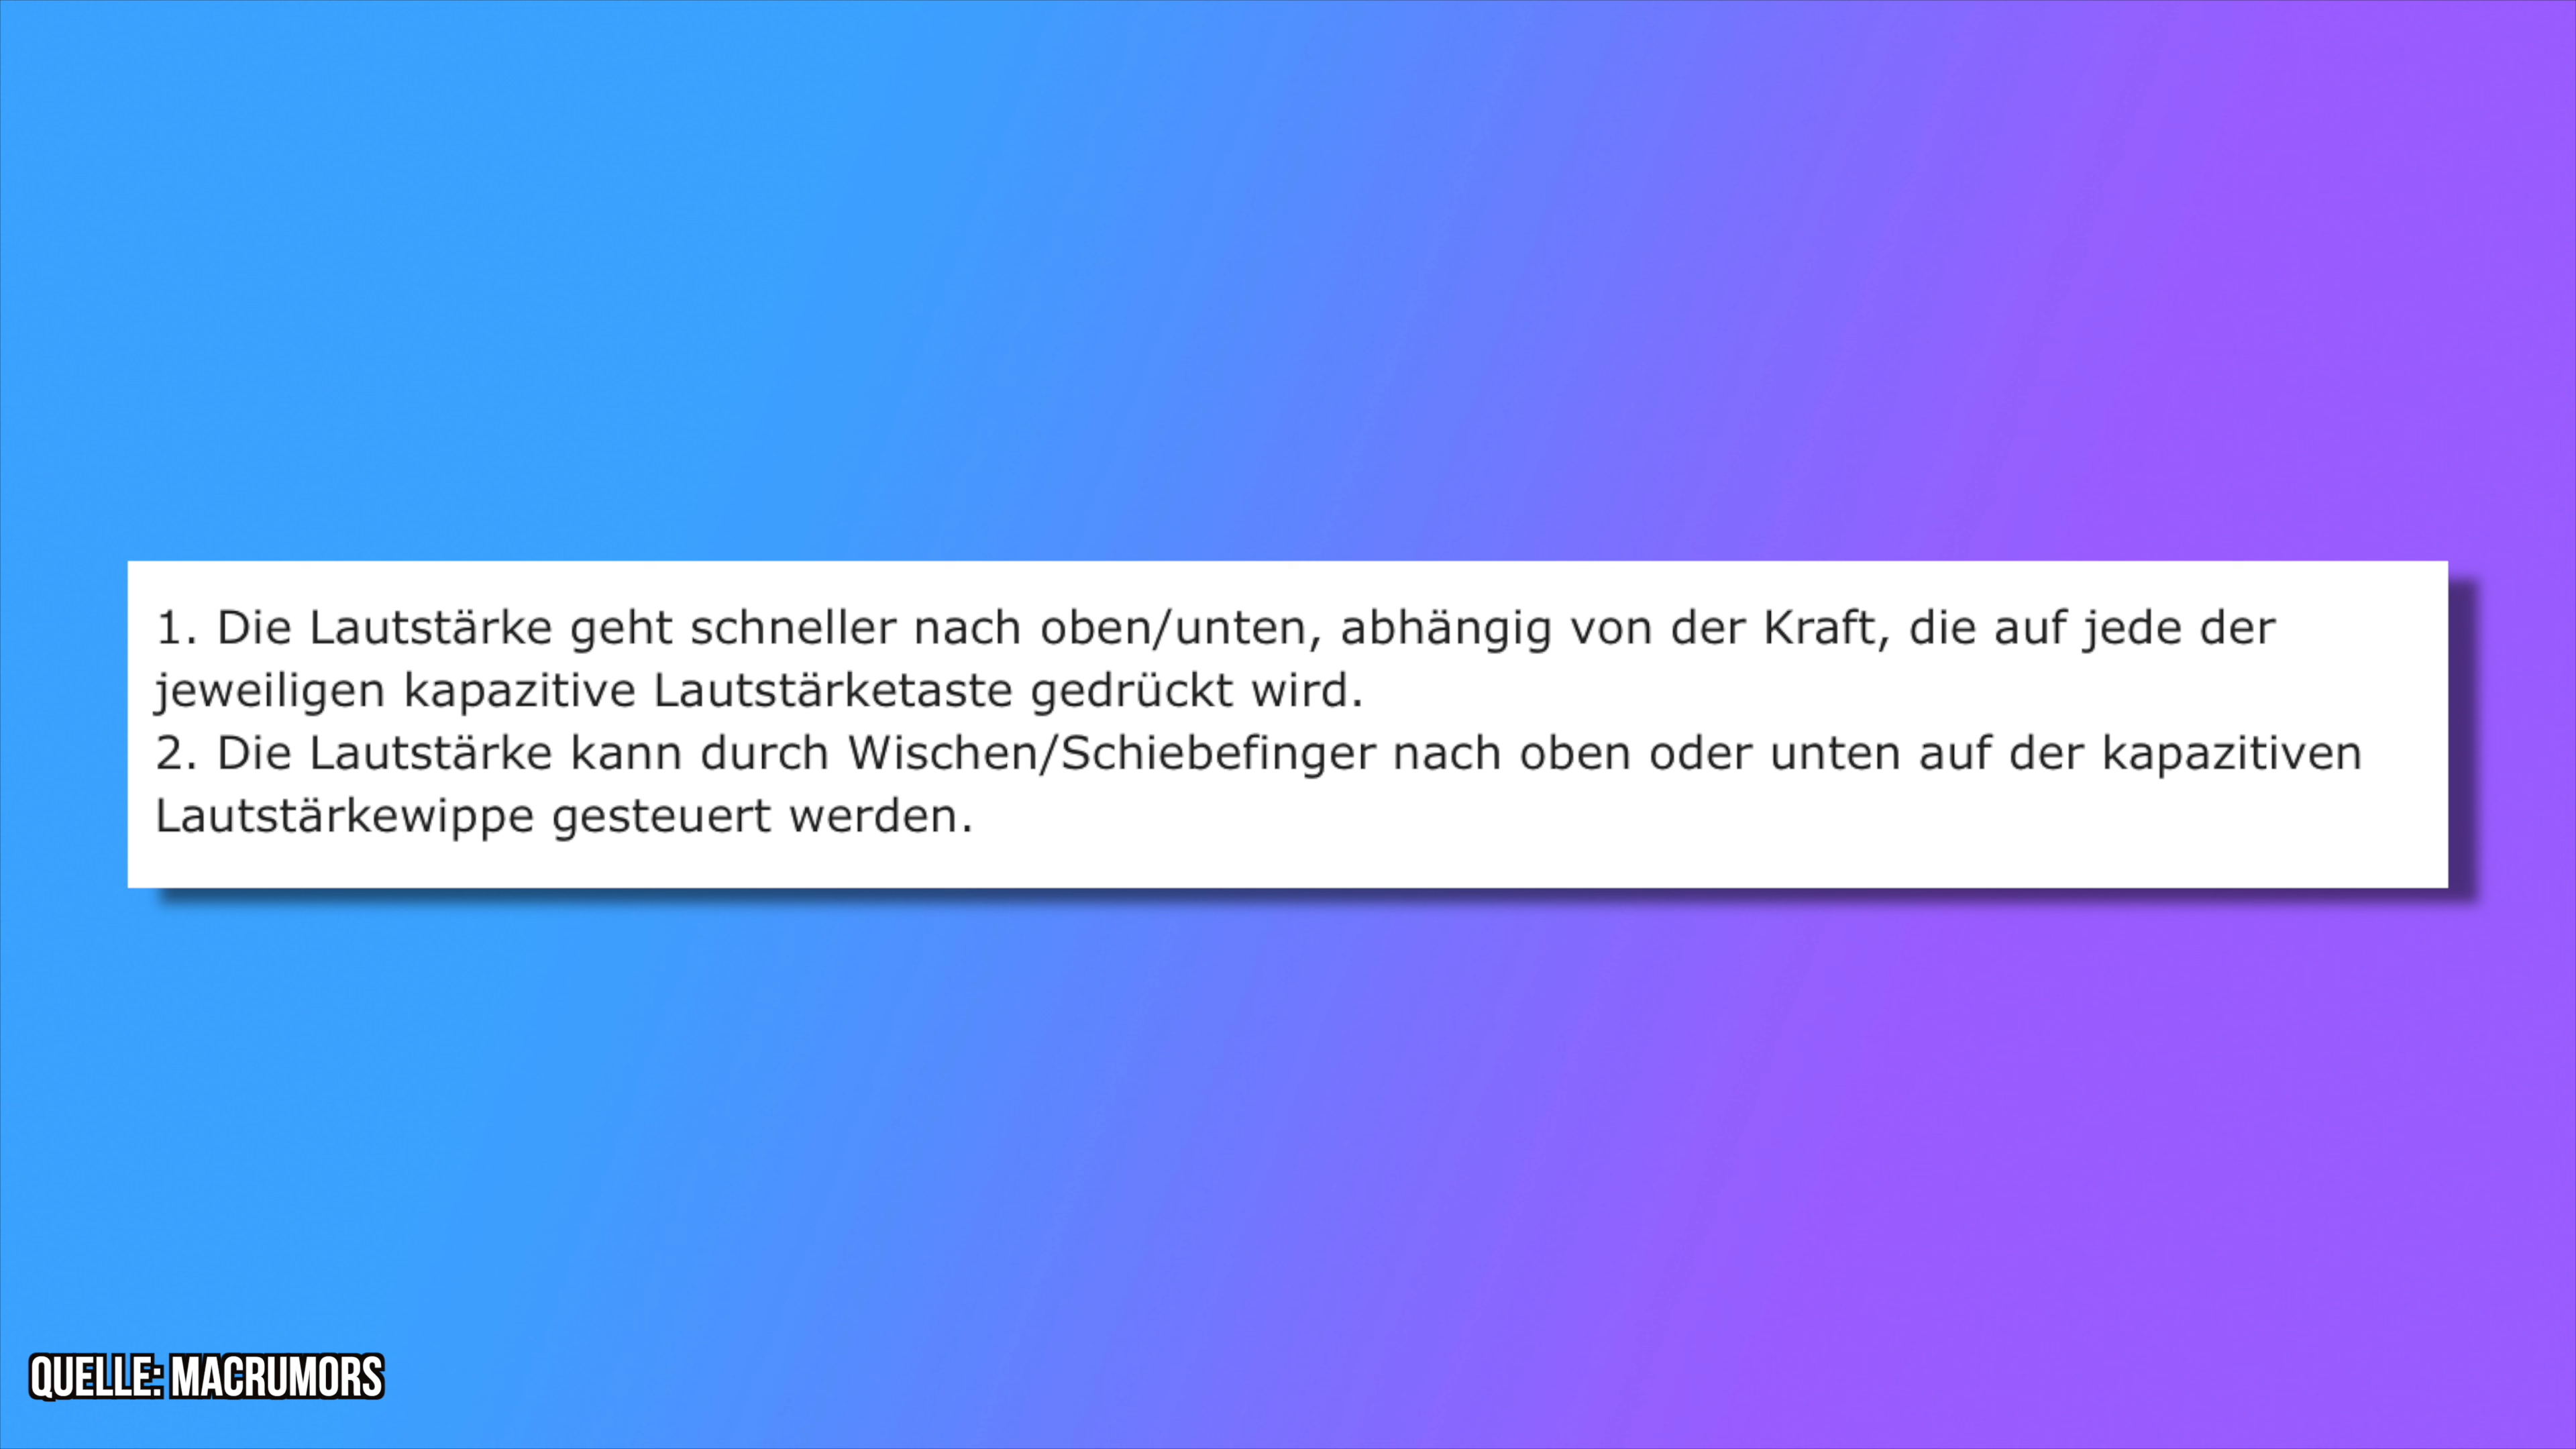 1. Die Lautstärke geht schneller nach oben/unten, abhängig von der Kraft, die auf jede der
jeweiligen kapazitive Lautstärketaste gedrückt wird.
2. Die Lautstärke kann durch Wischen/Schiebefinger nach oben oder unten auf der kapazitiven
Lautstärkewippe gesteuert werden.
QUELLE: MACRUMORS